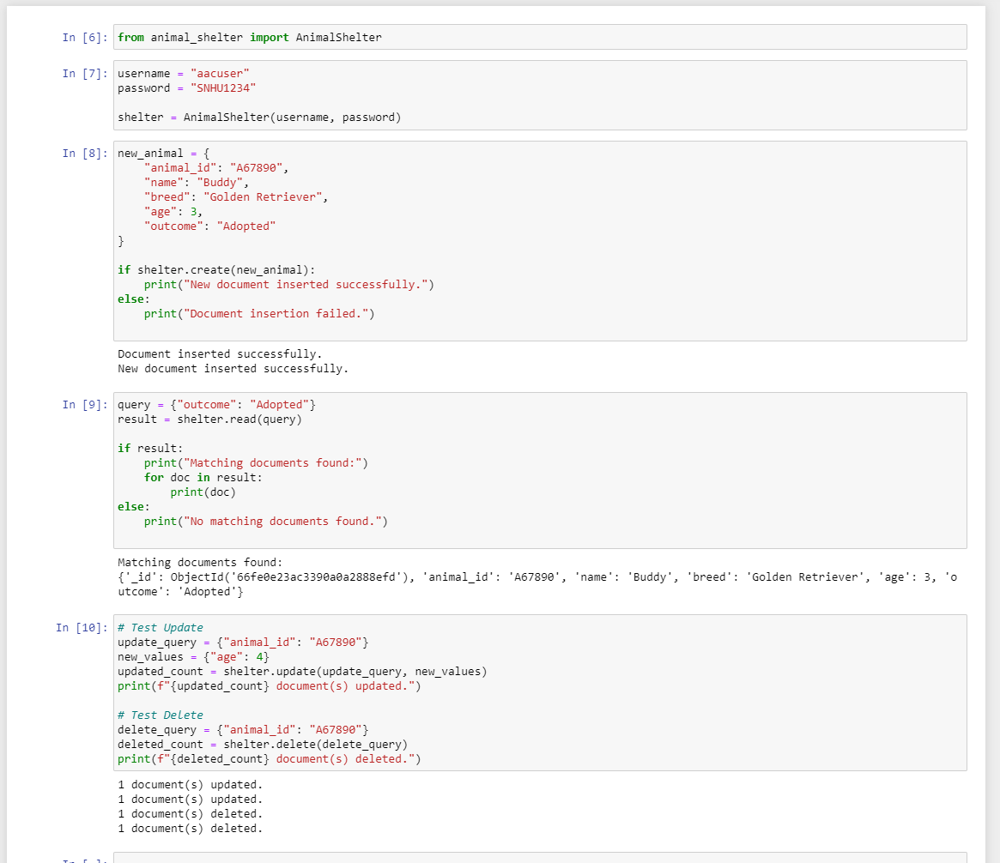 In [6]: from animal_shelter import AnimalShelter
In [7]: username = "aacuser"
password = "SNHU1234"
shelter = AnimalShelter(username, password)
In [8]: new_animal = {
    "animal_id": "A67890",
    "name": "Buddy",
    "breed": "Golden Retriever",
    "age": 3,
    "outcome": "Adopted"
}
if shelter.create(new_animal):
    print("New document inserted successfully.")
else:
    print("Document insertion failed.")
Document inserted successfully.
New document inserted successfully.
In [9]: query = {"outcome": "Adopted"}
result = shelter.read(query)
if result:
    print("Matching documents found:")
    for doc in result:
        print(doc)
else:
    print("No matching documents found.")
Matching documents found:
{'_id': ObjectId('66fe0e23ac3390a0a2888efd'), 'animal_id': 'A67890', 'name': 'Buddy', 'breed': 'Golden Retriever', 'age': 3, 'o
utcome': 'Adopted'}
In [10]: # Test Update
update_query = {"animal_id": "A67890"}
new_values = {"age": 4}
updated_count = shelter.update(update_query, new_values)
print(f"{updated_count} document(s) updated.")
# Test Delete
delete_query = {"animal_id": "A67890"}
deleted_count = shelter.delete(delete_query)
print(f"{deleted_count} document(s) deleted.")
1 document(s) updated.
1 document(s) updated.
1 document(s) deleted.
1 document(s) deleted.